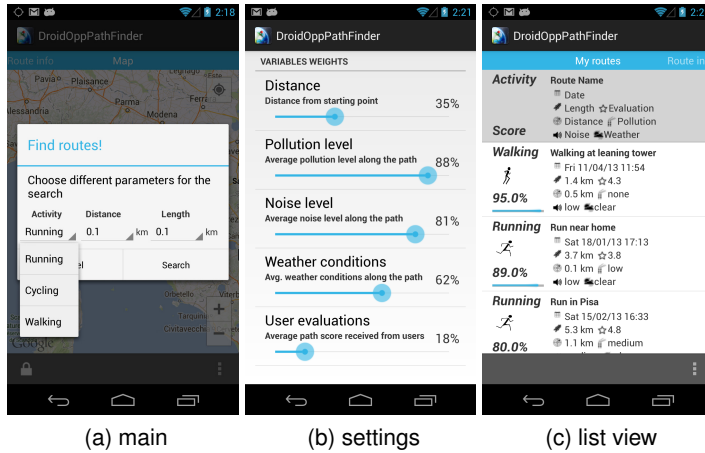 2:18
DroidOppPathFinder
Route info Map
Pavia Plaisance
Parma
Modena
Find routes!
Choose different parameters for the
search
Activity Distance Length
Running 0.1 km 0.1 km
Running
Search
Cycling
Walking
Orbetello
Tarquinia
Civitavecchia
Google
(a) main
2:21
DroidOppPathFinder
VARIABLES WEIGHTS
Distance
Distance from starting point 35%
Pollution level
Average pollution level along the path 88%
Noise level
Average noise level along the path 81%
Weather conditions
Avg. weather conditions along the path 62%
User evaluations
Average path score received from users 18%
(b) settings
DroidOppPathFinder
My routes Route in
Activity Route Name
Date
Length Evaluation
Distance Pollution
Score Noise Weather
Walking Walking at leaning tower
Fri 11/04/13 11:54
1.4 km 4.3
0.5 km none
95.0% low clear
Running Run near home
Sat 18/01/13 17:13
3.7 km 3.8
0.1 km low
89.0% low clear
Running Run in Pisa
Sat 15/02/13 16:33
5.3 km 4.8
1.1 km medium
80.0%
(c) list view